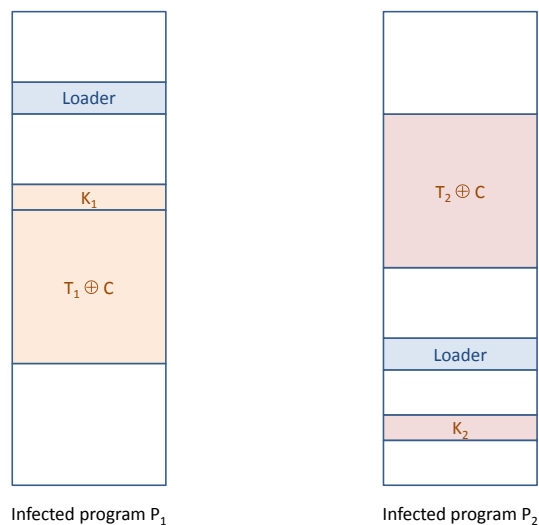 Loader
K₁
T₁ ⊕ C
Infected program P₁
T₂ ⊕ C
Loader
K₂
Infected program P₂